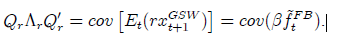 $Q_r \Lambda_r Q_r' = cov\left[E_t(rx_{t+1}^{GSW})\right] = cov(\beta \tilde{f}_t^{FB}).$